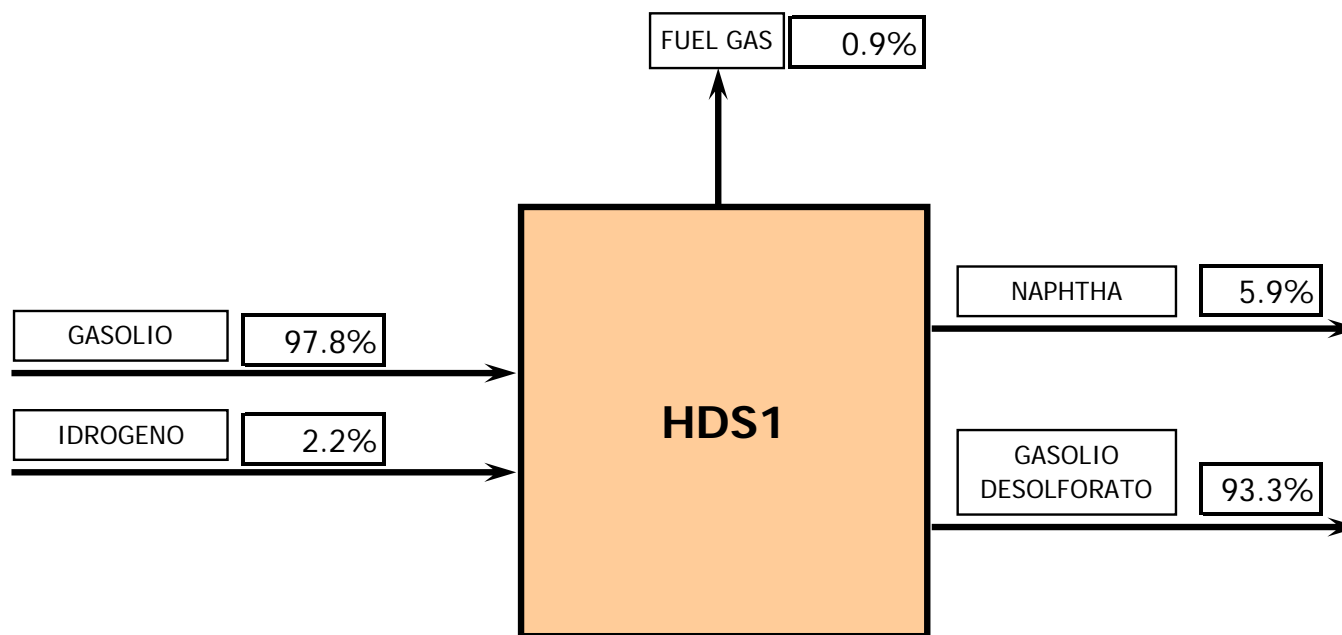 FUEL GAS 0.9%
NAPHTHA 5.9%
GASOLIO 97.8%
IDROGENO 2.2%
HDS1
GASOLIO
DESOLFORATO 93.3%